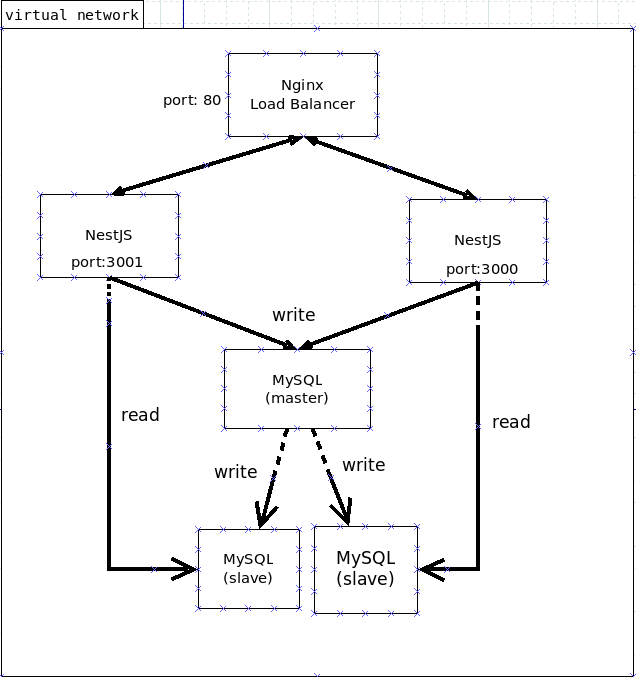 virtual network
Nginx
Load Balancer
port: 80
NestJS
port:3001
NestJS
port:3000
write
MySQL
(master)
read
read
write
write
MySQL
(slave)
MySQL
(slave)